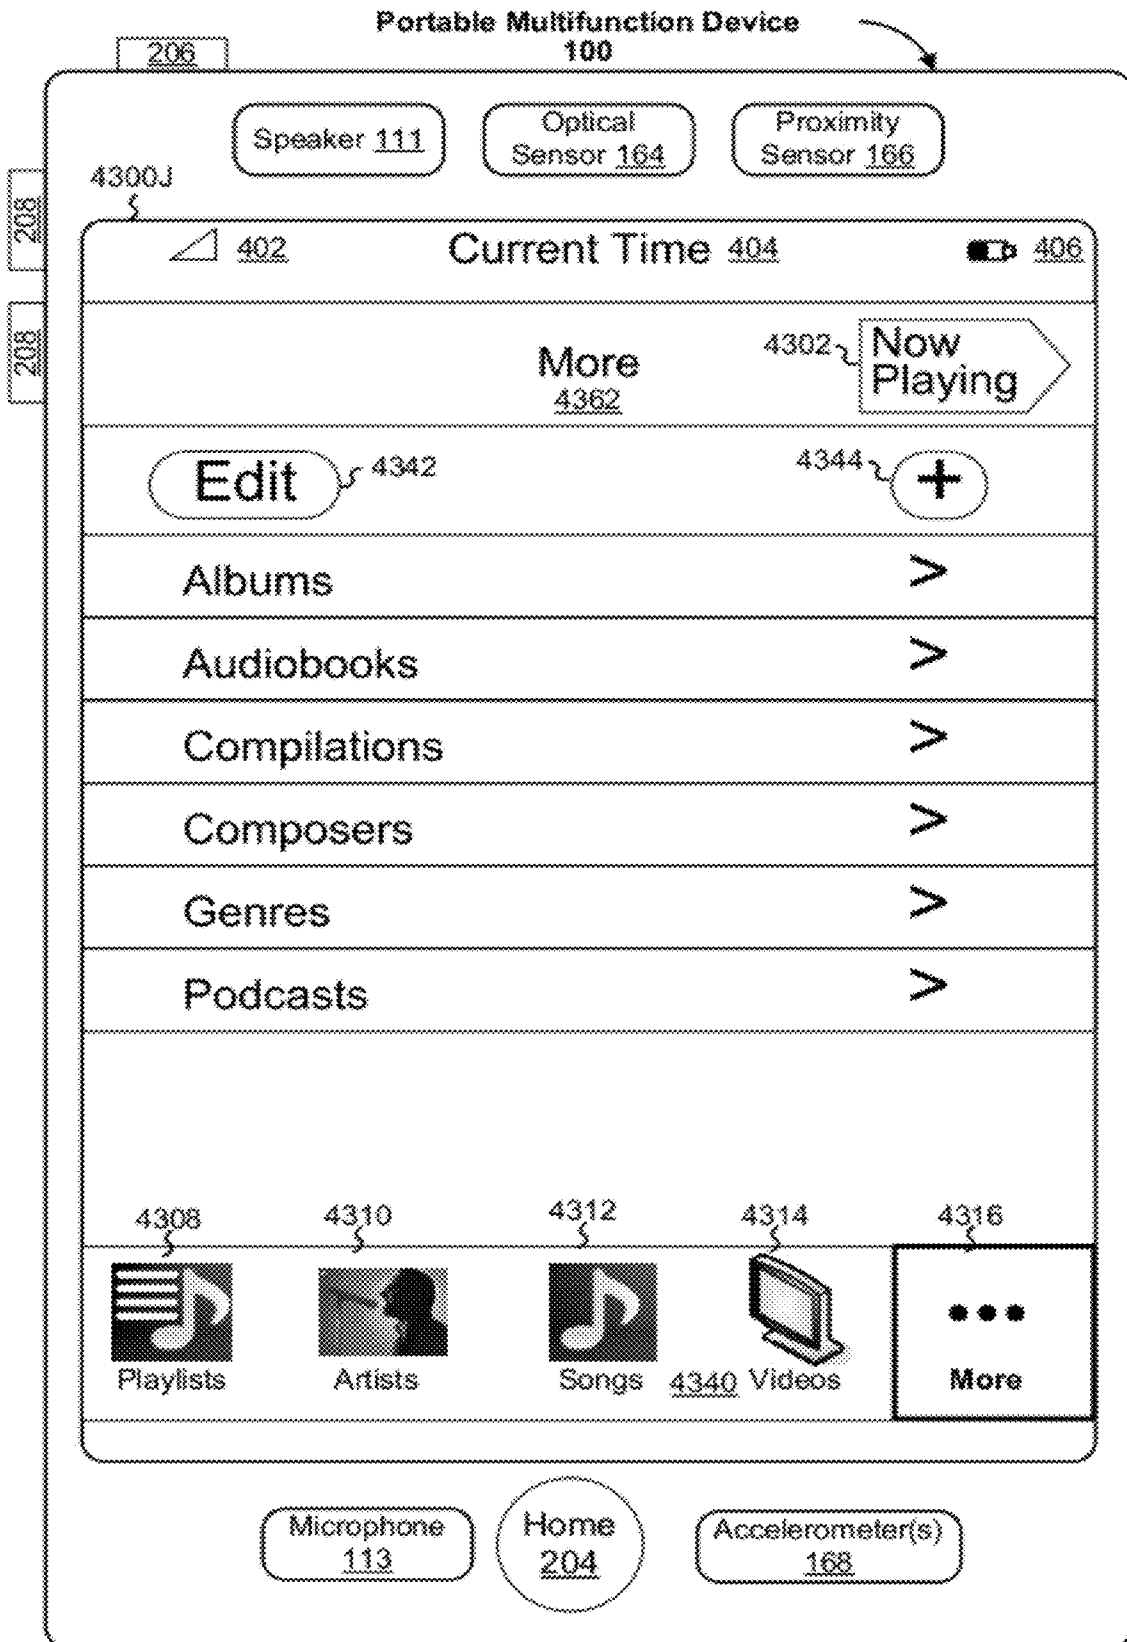 Portable Multifunction Device
100
206
Speaker 111
Optical
Sensor 164
Proximity
Sensor 166
4300J
208
208
402
Current Time 404
406
More
4362
4302
Now
Playing
Edit
4342
4344
+
Albums >
Audiobooks >
Compilations >
Composers >
Genres >
Podcasts >
4308
4310
4312
4314
4316
Playlists
Artists
Songs
4340
Videos
More
Microphone
113
Home
204
Accelerometer(s)
168